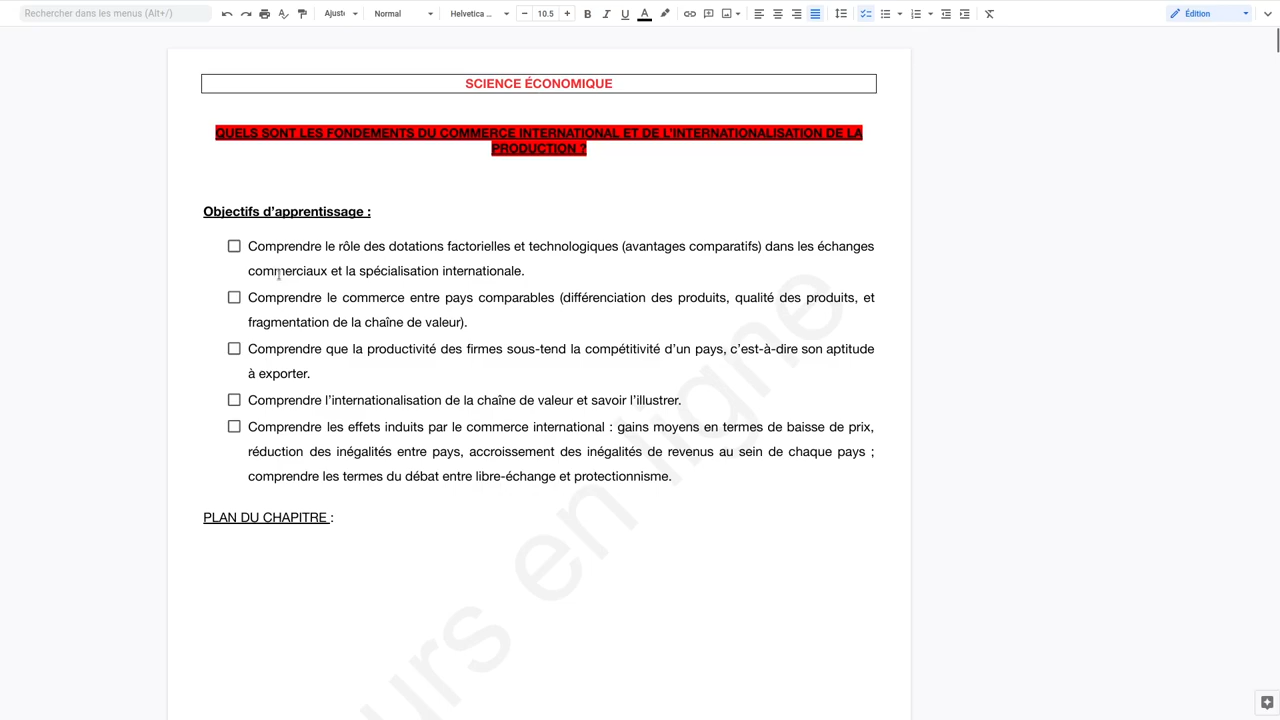 Rechercher dans les menus (Alt+/)
Ajuste
Normal
Helvetica ...
10.5
Édition
SCIENCE ÉCONOMIQUE
QUELS SONT LES FONDEMENTS DU COMMERCE INTERNATIONAL ET DE L'INTERNATIONALISATION DE LA
PRODUCTION ?
Objectifs d'apprentissage :
Comprendre le rôle des dotations factorielles et technologiques (avantages comparatifs) dans les échanges
commerciaux et la spécialisation internationale.
Comprendre le commerce entre pays comparables (différenciation des produits, qualité des produits, et
fragmentation de la chaîne de valeur).
Comprendre que la productivité des firmes sous-tend la compétitivité d'un pays, c'est-à-dire son aptitude
à exporter.
Comprendre l'internationalisation de la chaîne de valeur et savoir l'illustrer.
Comprendre les effets induits par le commerce international : gains moyens en termes de baisse de prix,
réduction des inégalités entre pays, accroissement des inégalités de revenus au sein de chaque pays ;
comprendre les termes du débat entre libre-échange et protectionnisme.
PLAN DU CHAPITRE :
urs en ligne